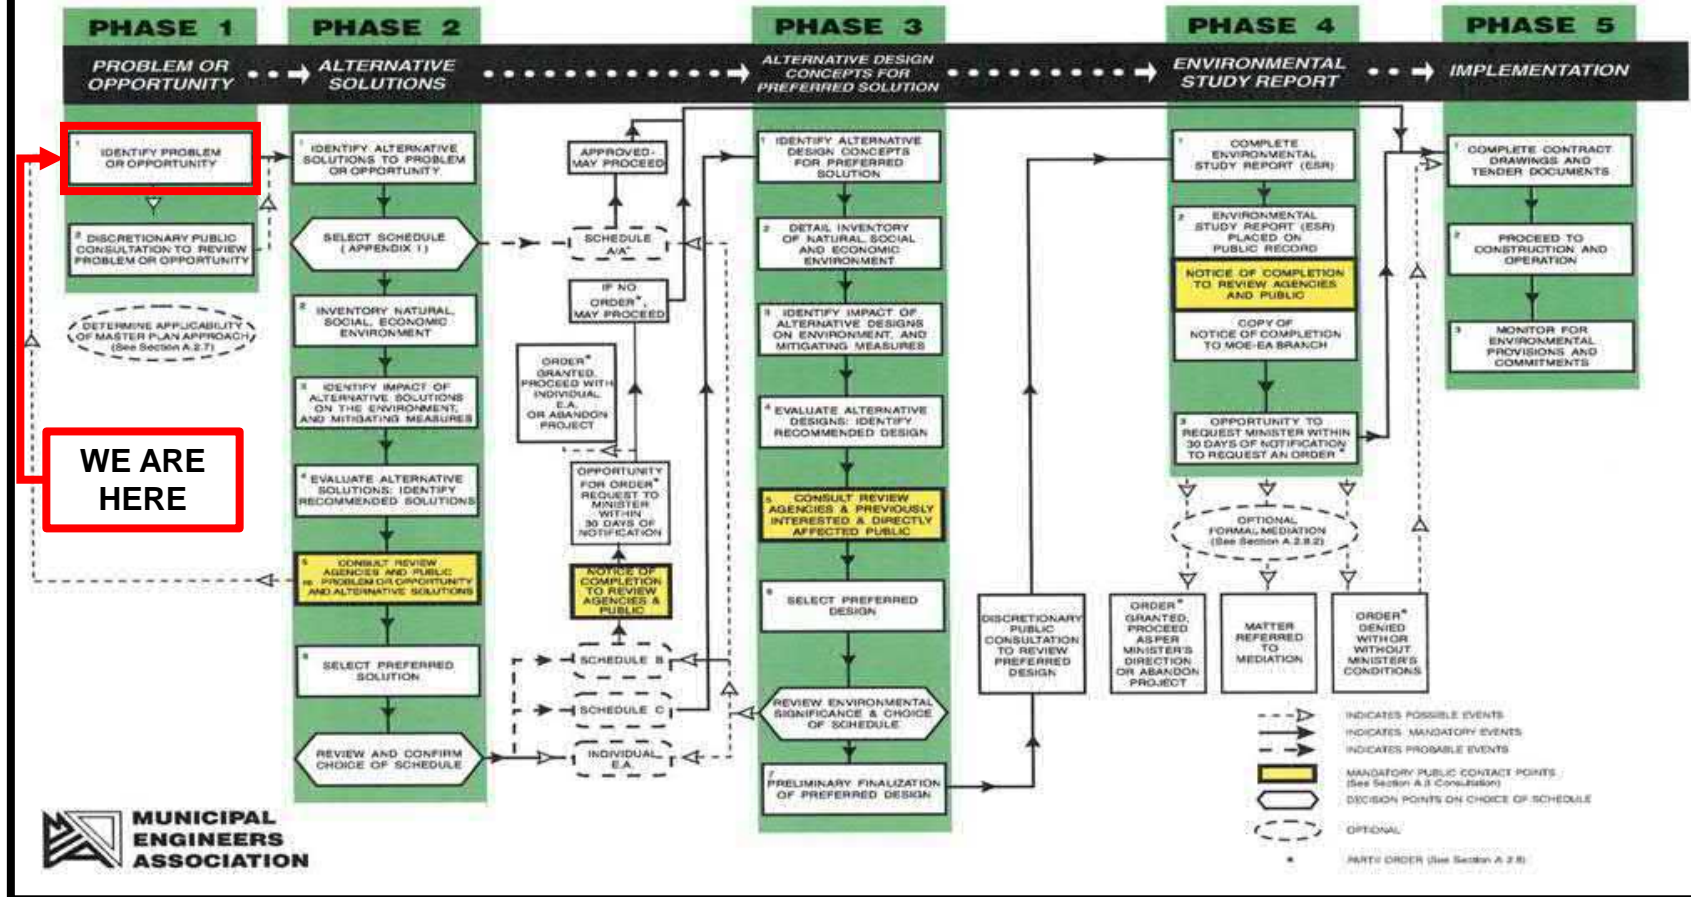 PHASE 1
PROBLEM OR
OPPORTUNITY
1
IDENTIFY PROBLEM
OR OPPORTUNITY
2
DISCRETIONARY PUBLIC
CONSULTATION TO REVIEW
PROBLEM OR OPPORTUNITY
DETERMINE APPLICABILITY
OF MASTER PLAN APPROACH
(See Section A.2.7)
WE ARE
HERE
PHASE 2
ALTERNATIVE
SOLUTIONS
1
IDENTIFY ALTERNATIVE
SOLUTIONS TO PROBLEM
OR OPPORTUNITY
SELECT SCHEDULE
( APPENDIX I )
2
INVENTORY NATURAL,
SOCIAL, ECONOMIC
ENVIRONMENT
3
IDENTIFY IMPACT OF
ALTERNATIVE SOLUTIONS
ON THE ENVIRONMENT,
AND MITIGATING MEASURES
4
EVALUATE ALTERNATIVE
SOLUTIONS: IDENTIFY
RECOMMENDED SOLUTIONS
5
CONSULT REVIEW
AGENCIES AND PUBLIC
re PROBLEM OR OPPORTUNITY
AND ALTERNATIVE SOLUTIONS
6
SELECT PREFERRED
SOLUTION
REVIEW AND CONFIRM
CHOICE OF SCHEDULE
APPROVED-
MAY PROCEED
SCHEDULE
A/A+
IF NO
ORDER*,
MAY PROCEED
ORDER*
GRANTED,
PROCEED WITH
INDIVIDUAL
E.A.
OR ABANDON
PROJECT
OPPORTUNITY
FOR ORDER*
REQUEST TO
MINISTER
WITHIN
30 DAYS OF
NOTIFICATION
NOTICE OF
COMPLETION
TO REVIEW
AGENCIES &
PUBLIC
SCHEDULE B
SCHEDULE C
INDIVIDUAL
E.A.
PHASE 3
ALTERNATIVE DESIGN
CONCEPTS FOR
PREFERRED SOLUTION
1
IDENTIFY ALTERNATIVE
DESIGN CONCEPTS
FOR PREFERRED
SOLUTION
2
DETAIL INVENTORY
OF NATURAL, SOCIAL
AND ECONOMIC
ENVIRONMENT
3
IDENTIFY IMPACT OF
ALTERNATIVE DESIGNS
ON ENVIRONMENT, AND
MITIGATING MEASURES
4
EVALUATE ALTERNATIVE
DESIGNS: IDENTIFY
RECOMMENDED DESIGN
5
CONSULT REVIEW
AGENCIES & PREVIOUSLY
INTERESTED & DIRECTLY
AFFECTED PUBLIC
6
SELECT PREFERRED
DESIGN
REVIEW ENVIRONMENTAL
SIGNIFICANCE & CHOICE
OF SCHEDULE
7
PRELIMINARY FINALIZATION
OF PREFERRED DESIGN
DISCRETIONARY
PUBLIC
CONSULTATION
TO REVIEW
PREFERRED
DESIGN
PHASE 4
ENVIRONMENTAL
STUDY REPORT
1
COMPLETE
ENVIRONMENTAL
STUDY REPORT (ESR)
2
ENVIRONMENTAL
STUDY REPORT (ESR)
PLACED ON
PUBLIC RECORD
NOTICE OF COMPLETION
TO REVIEW AGENCIES
AND PUBLIC
COPY OF
NOTICE OF COMPLETION
TO MOE-EA BRANCH
3
OPPORTUNITY TO
REQUEST MINISTER WITHIN
30 DAYS OF NOTIFICATION
TO REQUEST AN ORDER*
OPTIONAL
FORMAL MEDIATION
(See Section A.2.8.2)
ORDER*
GRANTED,
PROCEED
AS PER
MINISTER'S
DIRECTION
OR ABANDON
PROJECT
MATTER
REFERRED
TO
MEDIATION
ORDER*
DENIED
WITH OR
WITHOUT
MINISTER'S
CONDITIONS
PHASE 5
IMPLEMENTATION
1
COMPLETE CONTRACT
DRAWINGS AND
TENDER DOCUMENTS
2
PROCEED TO
CONSTRUCTION AND
OPERATION
3
MONITOR FOR
ENVIRONMENTAL
PROVISIONS AND
COMMITMENTS
INDICATES POSSIBLE EVENTS
INDICATES MANDATORY EVENTS
INDICATES PROBABLE EVENTS
MANDATORY PUBLIC CONTACT POINTS
(See Section A.3 Consultation)
DECISION POINTS ON CHOICE OF SCHEDULE
OPTIONAL
* PART II ORDER (See Section A.2.8)
MUNICIPAL
ENGINEERS
ASSOCIATION